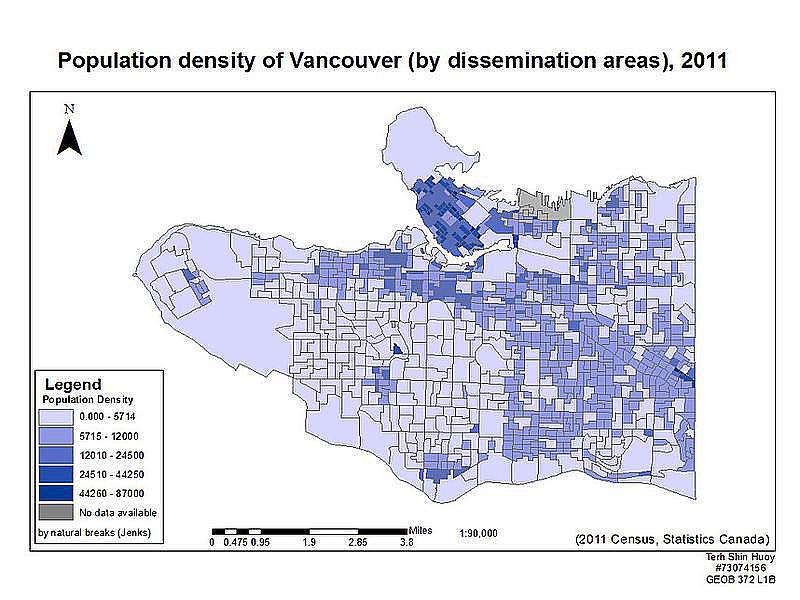 Population density of Vancouver (by dissemination areas), 2011
N
Legend
Population Density
0.000 - 5714
5715 - 12000
12010 - 24500
24510 - 44250
44260 - 87000
No data available
by natural breaks (Jenks)
Miles
0 0.475 0.95 1.9 2.85 3.8
1:90,000
(2011 Census, Statistics Canada)
Terh Shin Huoy
#73074156
GEOB 372 L1B